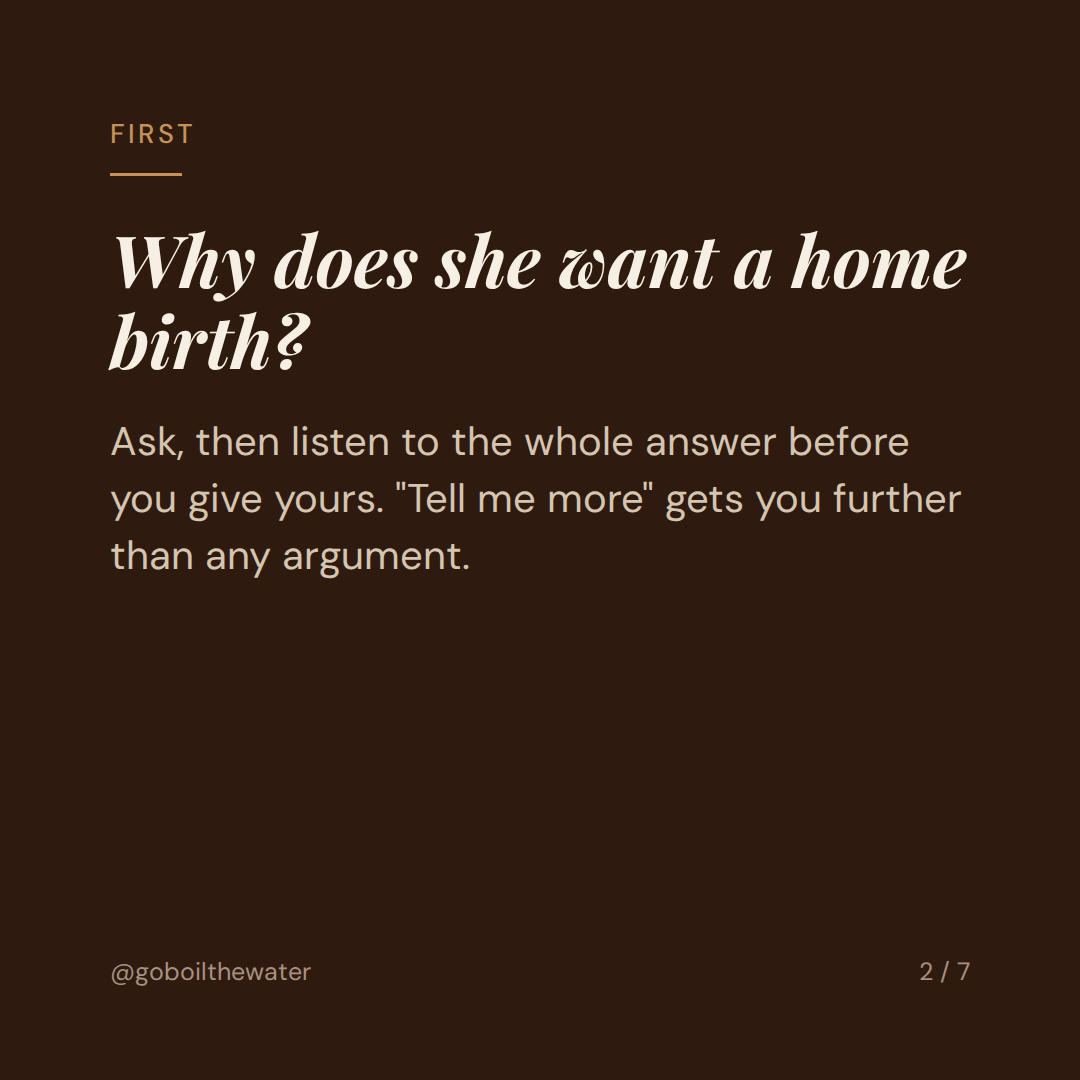 FIRST
Why does she want a home
birth?
Ask, then listen to the whole answer before
you give yours. "Tell me more" gets you further
than any argument.
@goboilthewater
2 / 7